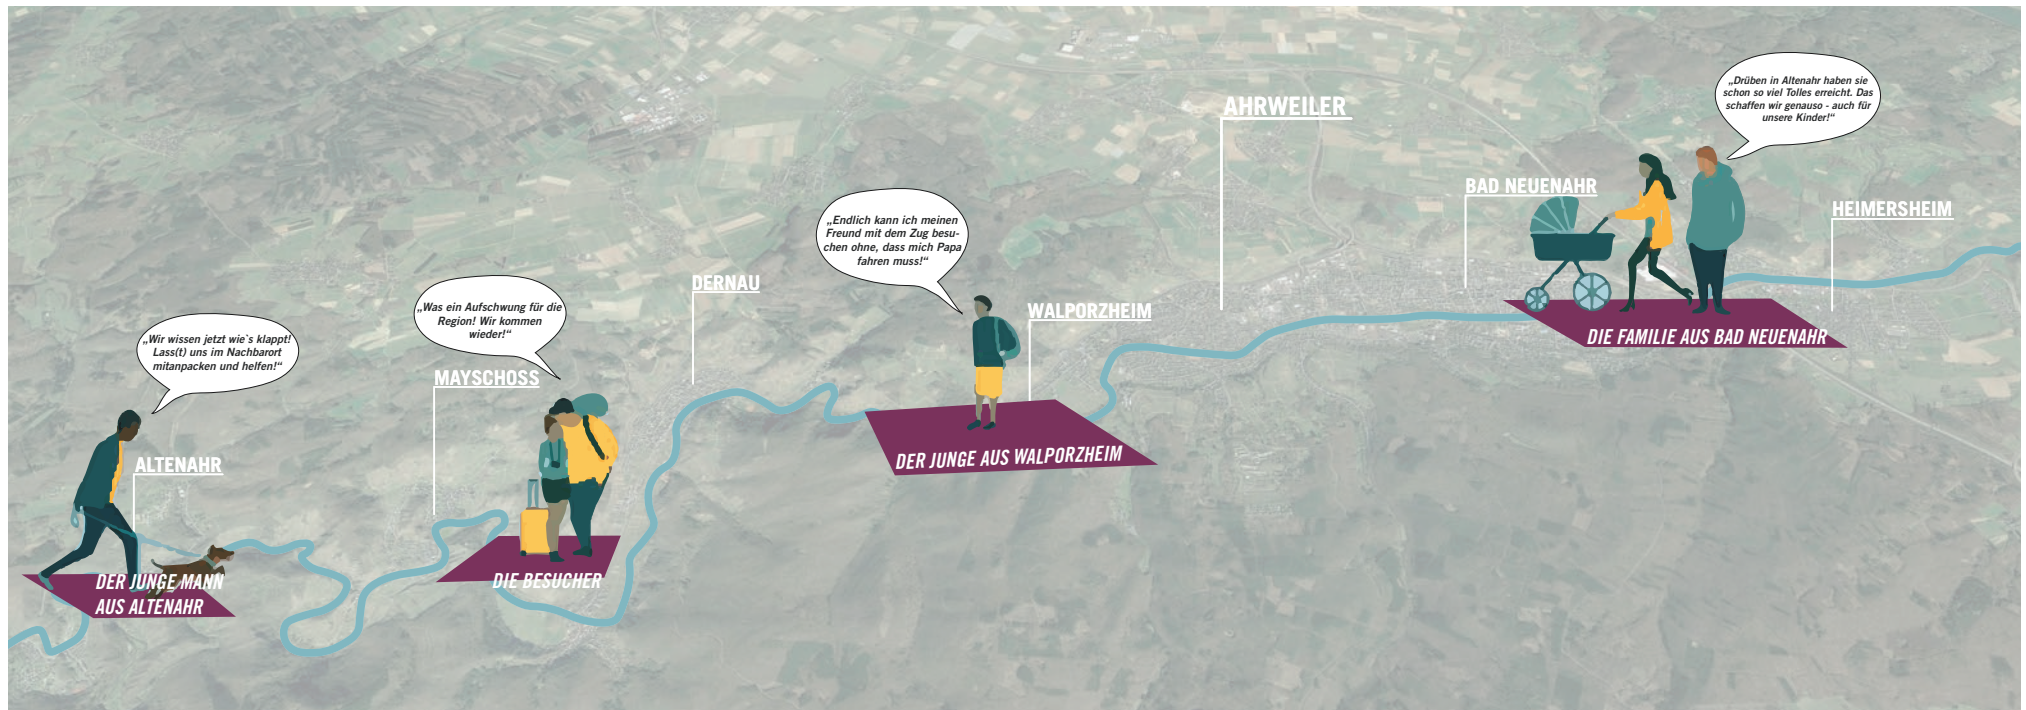 „Wir wissen jetzt wie`s klappt!
Lass(t) uns im Nachbarort
mitanpacken und helfen!“
ALTENAHR
DER JUNGE MANN
AUS ALTENAHR
„Was ein Aufschwung für die
Region! Wir kommen
wieder!“
MAYSCHOSS
DIE BESUCHER
DERNAU
„Endlich kann ich meinen
Freund mit dem Zug besu-
chen ohne, dass mich Papa
fahren muss!“
WALPORZHEIM
DER JUNGE AUS WALPORZHEIM
AHRWEILER
BAD NEUENAHR
„Drüben in Altenahr haben sie
schon so viel Tolles erreicht. Das
schaffen wir genauso - auch für
unsere Kinder!“
HEIMERSHEIM
DIE FAMILIE AUS BAD NEUENAHR